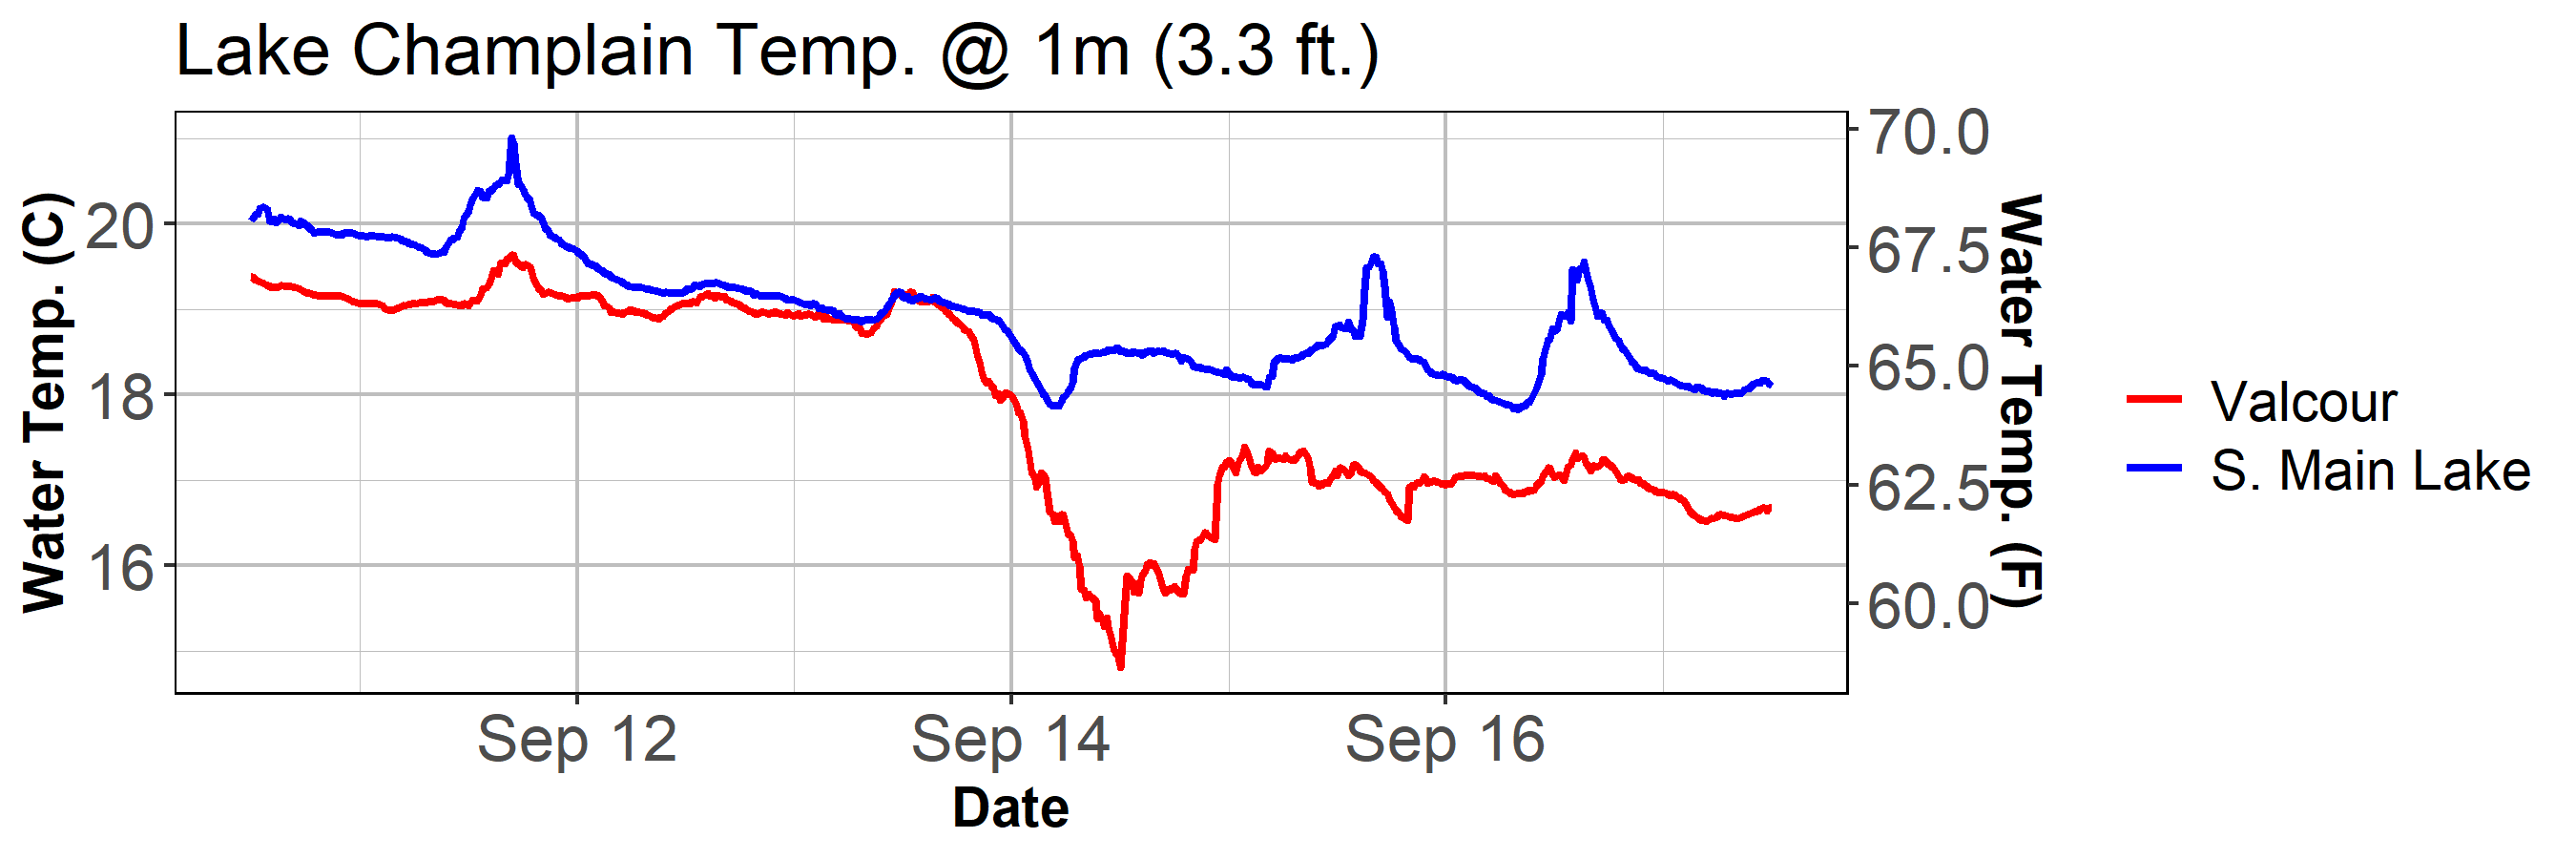 Lake Champlain Temp. @ 1m (3.3 ft.)
Water Temp. (C)
20
18
16
70.0
67.5
65.0
62.5
60.0
Water Temp. (F)
Sep 12
Sep 14
Sep 16
Date
Valcour
S. Main Lake